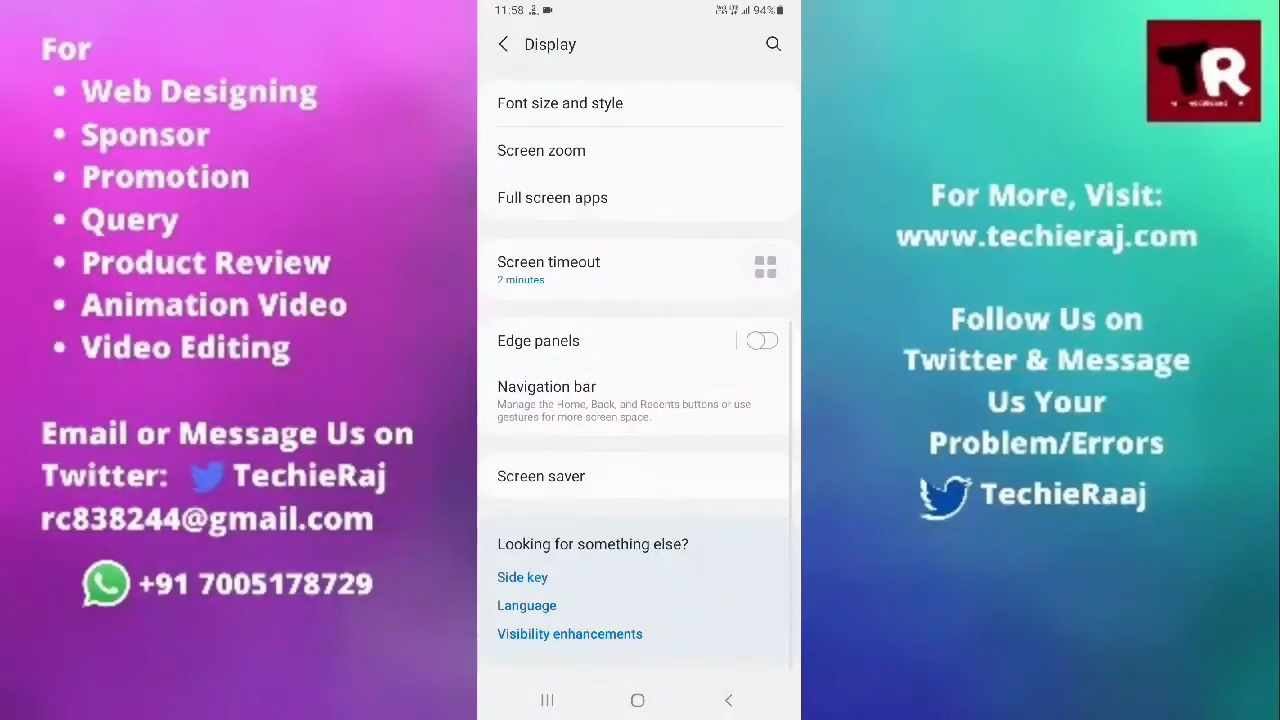 For
• Web Designing
• Sponsor
• Promotion
• Query
• Product Review
• Animation Video
• Video Editing
Email or Message Us on
Twitter: TechieRaj
rc838244@gmail.com
+91 7005178729
11:58
94%
Display
Font size and style
Screen zoom
Full screen apps
Screen timeout
2 minutes
Edge panels
Navigation bar
Manage the Home, Back, and Recents buttons or use
gestures for more screen space.
Screen saver
Looking for something else?
Side key
Language
Visibility enhancements
TR
For More, Visit:
www.techieraj.com
Follow Us on
Twitter & Message
Us Your
Problem/Errors
TechieRaaj